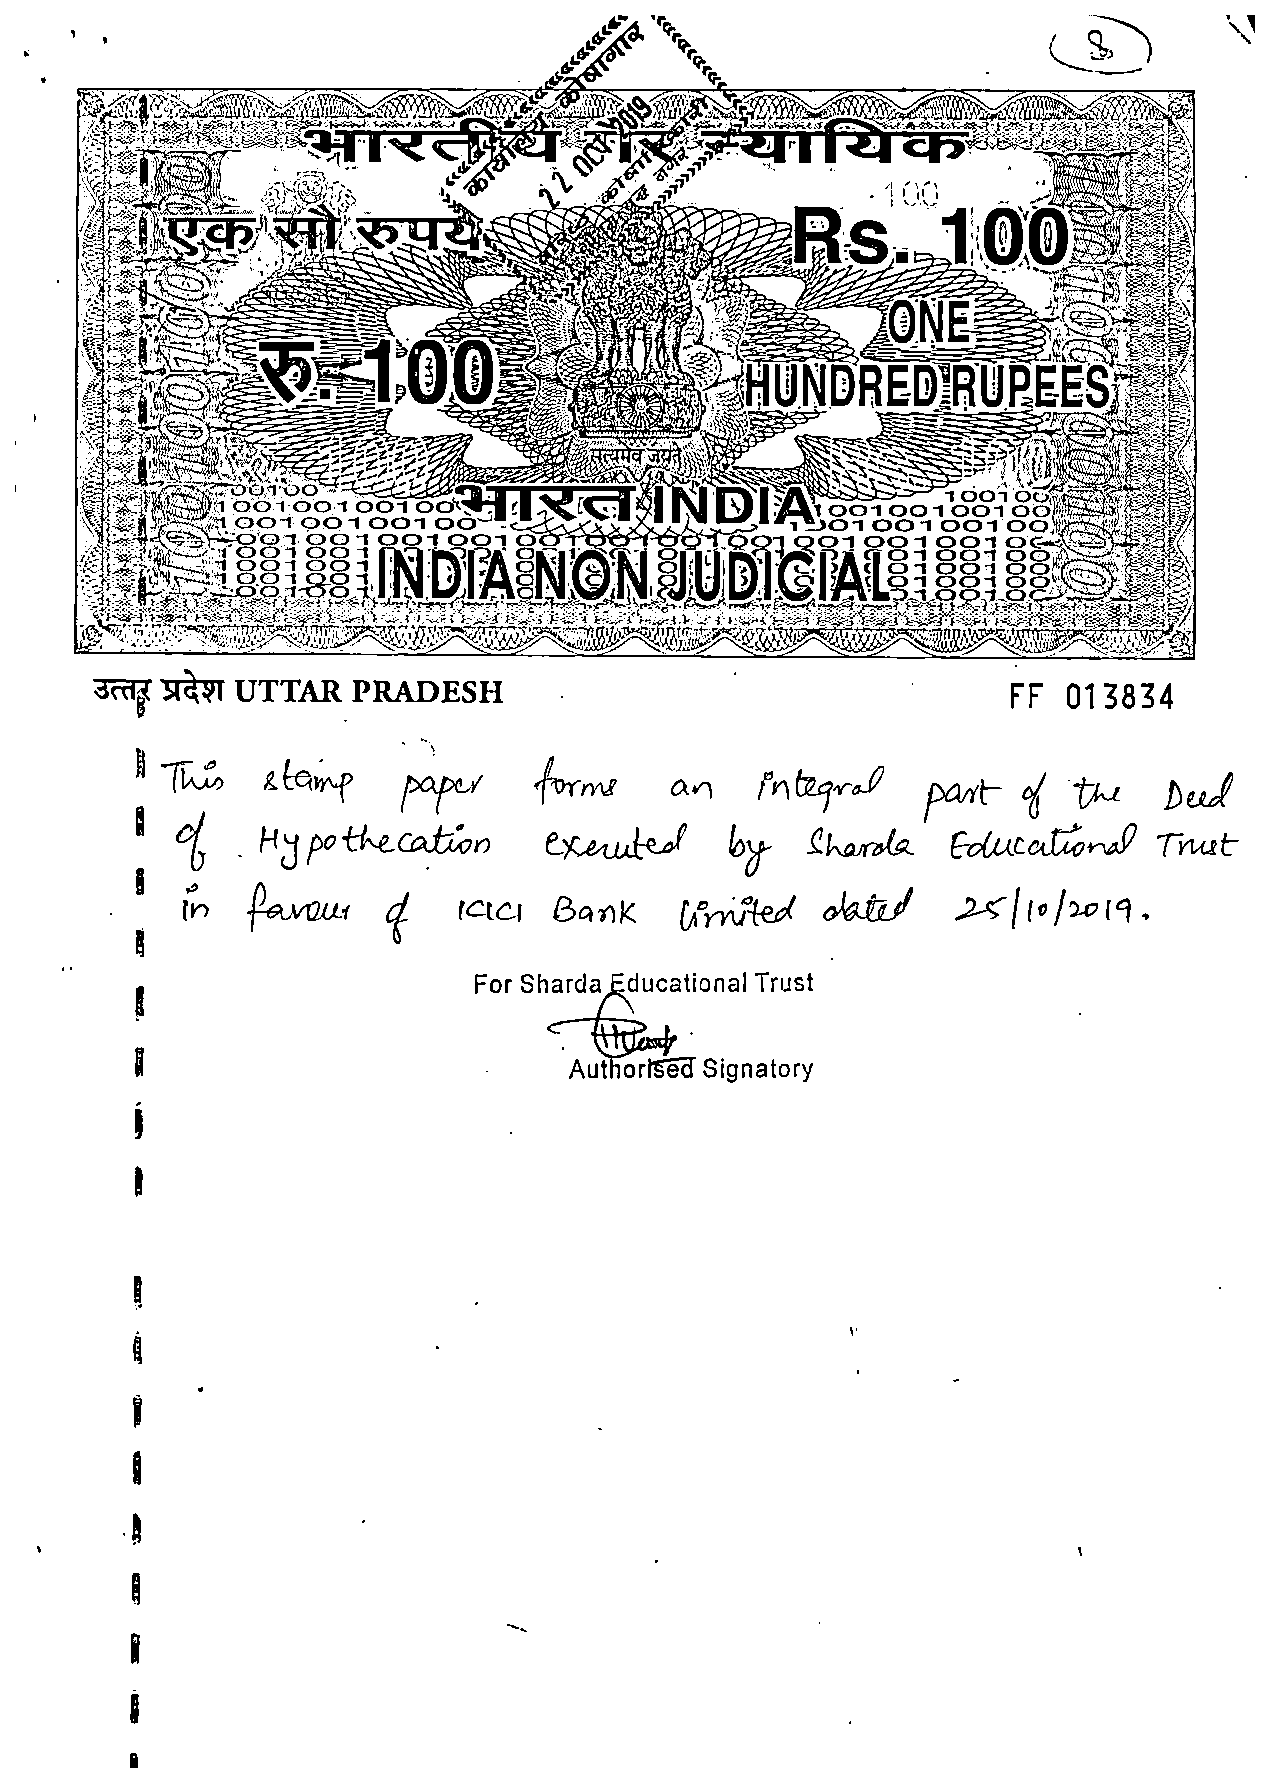 8
कार्यालय कोषागार
22 OCT 2019
भारतीय गैर न्यायिक
100
एक सौ रुपये
Rs. 100
ONE
रु. 100
HUNDRED RUPEES
सत्यमेव जयते
भारत INDIA
INDIA NON JUDICIAL
उत्तर प्रदेश UTTAR PRADESH
FF 013834
This stamp paper forms an integral part of the Deed
of Hypothecation executed by Sharda Educational Trust
in favour of ICICI Bank Limited dated 25/10/2019.
For Sharda Educational Trust
Authorised Signatory